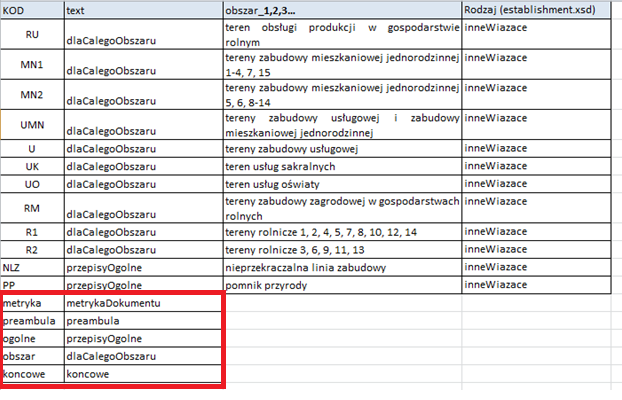 KOD text obszar_1,2,3... Rodzaj (establishment.xsd)
RU dlaCalegoObszaru teren obsługi produkcji w gospodarstwie rolnym inneWiazace
MN1 dlaCalegoObszaru tereny zabudowy mieszkaniowej jednorodzinnej 1-4, 7, 15 inneWiazace
MN2 dlaCalegoObszaru tereny zabudowy mieszkaniowej jednorodzinnej 5, 6, 8-14 inneWiazace
UMN dlaCalegoObszaru tereny zabudowy usługowej i zabudowy mieszkaniowej jednorodzinnej inneWiazace
U dlaCalegoObszaru tereny zabudowy usługowej inneWiazace
UK dlaCalegoObszaru teren usług sakralnych inneWiazace
UO dlaCalegoObszaru teren usług oświaty inneWiazace
RM dlaCalegoObszaru tereny zabudowy zagrodowej w gospodarstwach rolnych inneWiazace
R1 dlaCalegoObszaru tereny rolnicze 1, 2, 4, 5, 7, 8, 10, 12, 14 inneWiazace
R2 dlaCalegoObszaru tereny rolnicze 3, 6, 9, 11, 13 inneWiazace
NLZ przepisyOgolne nieprzekraczalna linia zabudowy inneWiazace
PP przepisyOgolne pomnik przyrody inneWiazace
metryka metrykaDokumentu
preambula preambula
ogolne przepisyOgolne
obszar dlaCalegoObszaru
koncowe koncowe